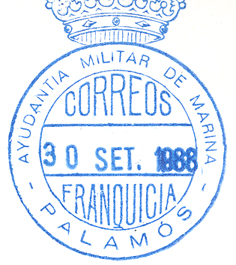 AYUDANTIA MILITAR DE MARINA
CORREOS
30 SET. 1988
FRANQUICIA
- PALAMÓS -